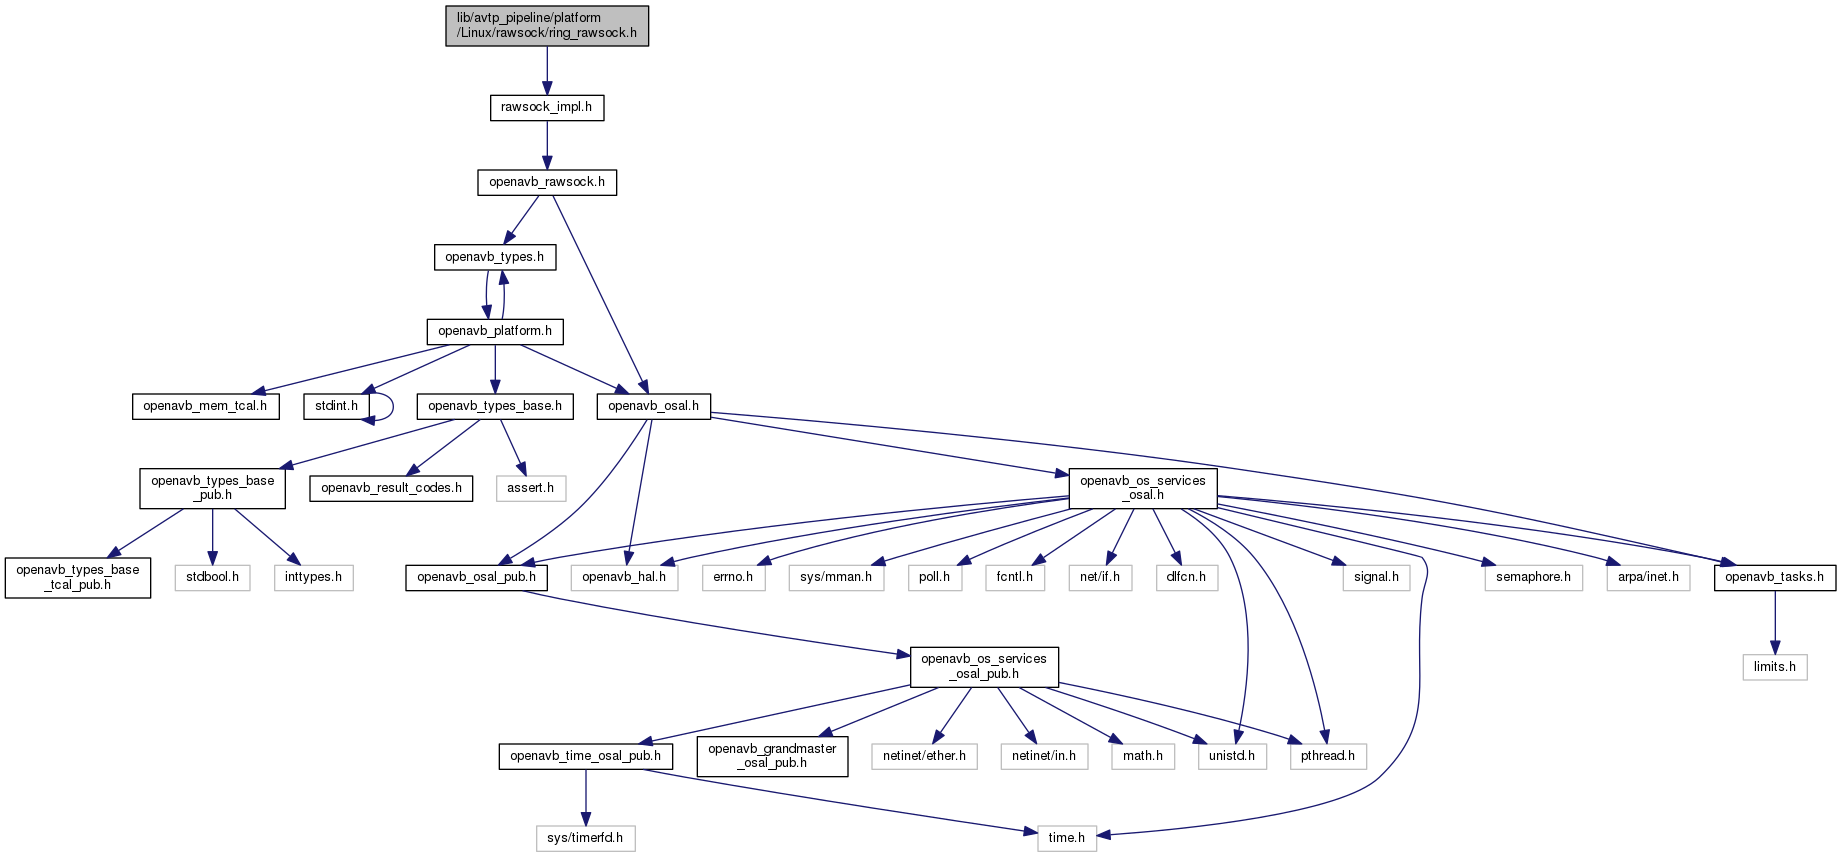 lib/avtp_pipeline/platform
/Linux/rawsock/ring_rawsock.h
rawsock_impl.h
openavb_rawsock.h
openavb_types.h
openavb_platform.h
openavb_mem_tcal.h
stdint.h
openavb_types_base.h
openavb_osal.h
openavb_types_base
_pub.h
openavb_result_codes.h
assert.h
openavb_os_services
_osal.h
openavb_types_base
_tcal_pub.h
stdbool.h
inttypes.h
openavb_osal_pub.h
openavb_hal.h
errno.h
sys/mman.h
poll.h
fcntl.h
net/if.h
dlfcn.h
signal.h
semaphore.h
arpa/inet.h
openavb_tasks.h
openavb_os_services
_osal_pub.h
limits.h
openavb_time_osal_pub.h
openavb_grandmaster
_osal_pub.h
netinet/ether.h
netinet/in.h
math.h
unistd.h
pthread.h
sys/timerfd.h
time.h